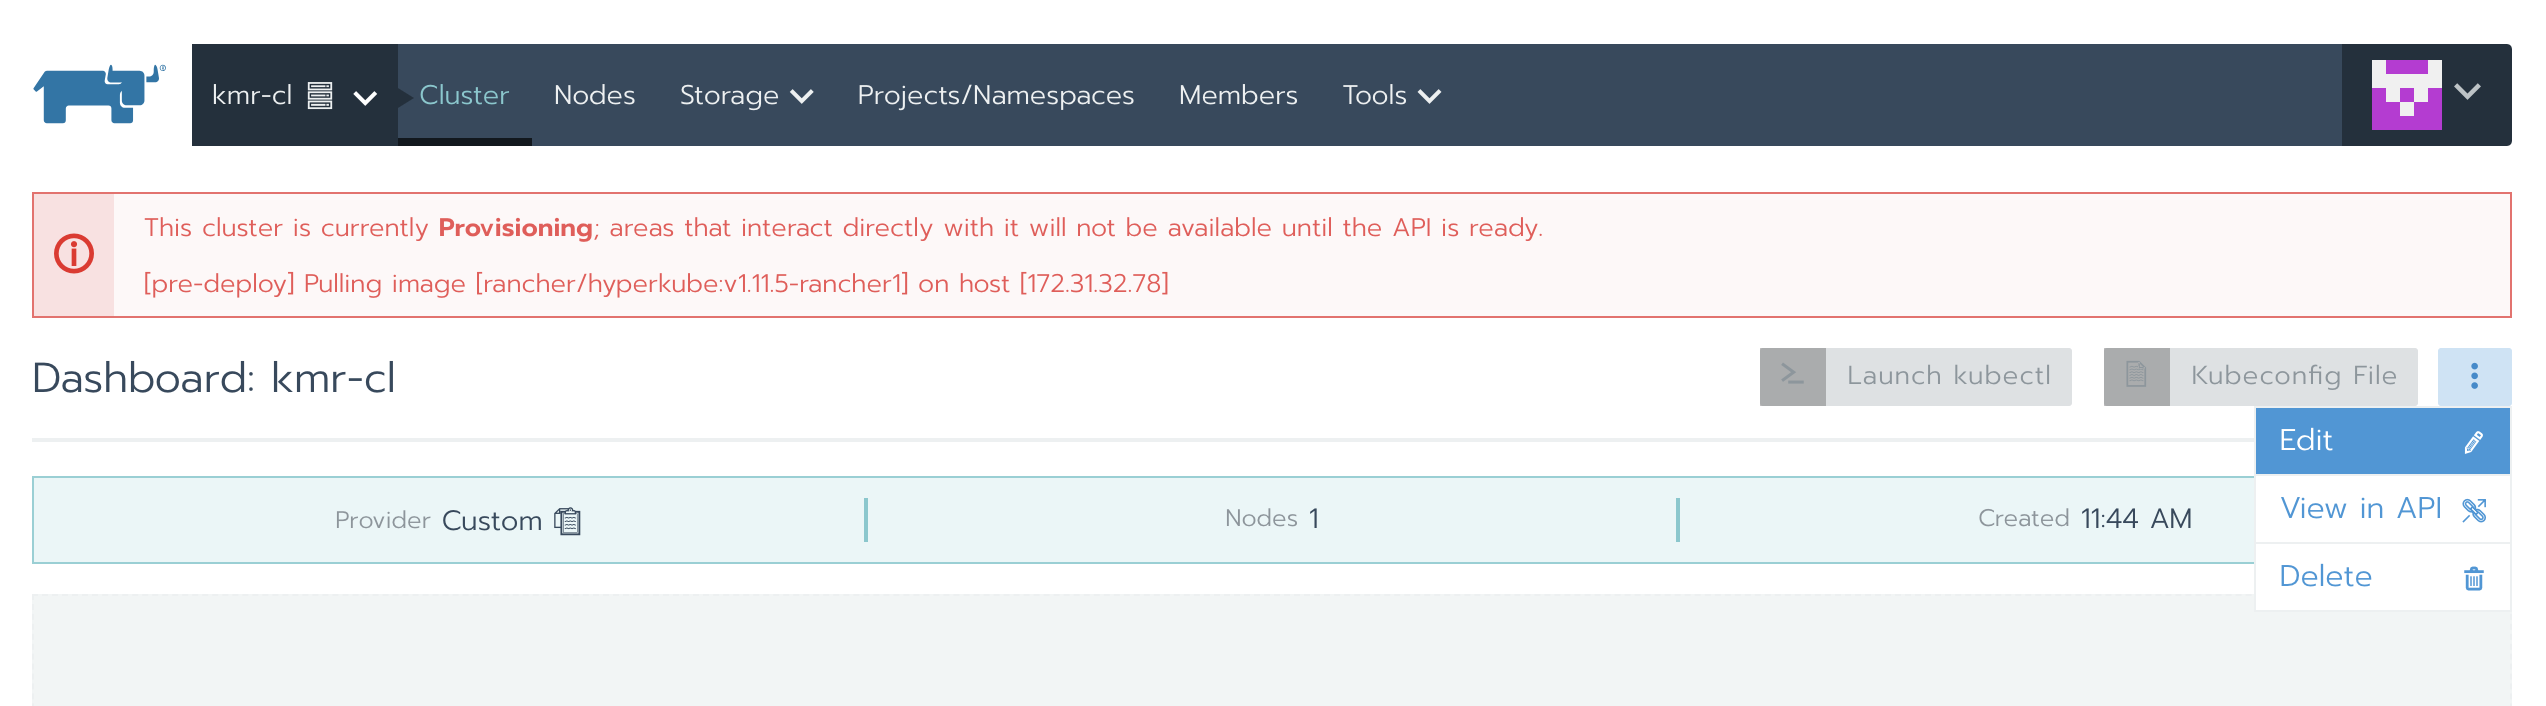 kmr-cl Cluster Nodes Storage Projects/Namespaces Members Tools
This cluster is currently Provisioning; areas that interact directly with it will not be available until the API is ready.
[pre-deploy] Pulling image [rancher/hyperkube:v1.11.5-rancher1] on host [172.31.32.78]
Dashboard: kmr-cl
Launch kubectl
Kubeconfig File
Edit
View in API
Delete
Provider Custom
Nodes 1
Created 11:44 AM